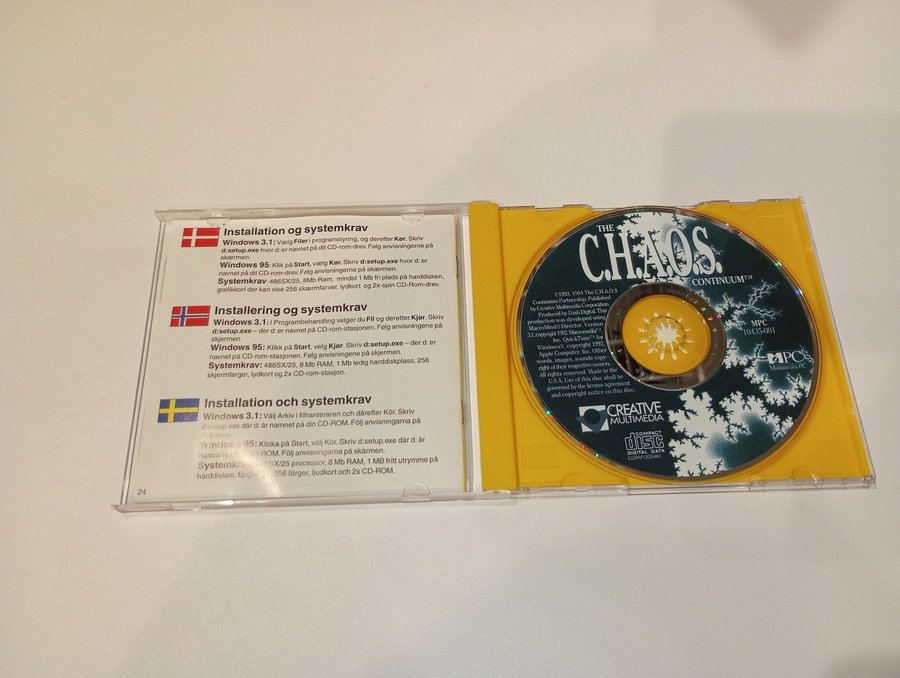 Installation og systemkrav
Windows 3.1: Vælg Filer i programstyring, og derefter Kør. Skriv
d:setup.exe hvor d: er navnet på dit CD-rom-drev. Følg anvisningerne på
skærmen.
Windows 95: Klik på Start, vælg Kør. Skriv d:setup.exe hvor d: er
navnet på dit CD-rom-drev. Følg anvisningerne på skærmen.
Systemkrav: 486SX/25, 8Mb Ram, mindst 1 Mb fri plads på harddisken,
grafikkort der kan vise 256 skærmfarver, lydkort og 2x-spin CD-Rom-drev.
Installering og systemkrav
Windows 3.1: I Programbehandling velger du Fil og deretter Kjør. Skriv
d:setup.exe – der d: er navnet på CD-rom-stasjonen. Følg anvisningene på
skjermen.
Windows 95: Klikk på Start, velg Kjør. Skriv d:setup.exe – der d: er
navnet på CD-rom-stasjonen. Følg anvisningene på skjermen.
Systemkrav: 486SX/25, 8 Mb RAM, 1 Mb ledig harddiskplass, 256
skjermfarger, lydkort og 2x CD-rom-stasjon.
Installation och systemkrav
Windows 3.1: Välj Arkiv i filhanteraren och därefter Kör. Skriv
d:setup.exe där d: är namnet på din CD-ROM. Följ anvisningarna på
skärmen.
Windows 95: Klicka på Start, välj Kör. Skriv d:setup.exe där d: är
namnet på din CD-ROM. Följ anvisningarna på skärmen.
Systemkrav: 486SX/25 processor, 8 Mb RAM, 1 MB fritt utrymme på
hårddisken, 256 färger, ljudkort och 2x CD-ROM.
24
THE
C.H.A.O.S.
CONTINUUM™
©1993, 1994 The C.H.A.O.S
Continuum Partnership. Published
by Creative Multimedia Corporation.
Produced by Dash Digital. This
production was developed using
MacroMind® Director, Version
3.1, copyright 1992, Macromedia™,
Inc. QuickTime™ for
Windows®, copyright 1992,
Apple Computer, Inc. Other
words, images, sounds copy-
right of their respective owners.
All rights reserved. Made in the
U.S.A. Use of this disc shall be
governed by the license agreement
and copyright notice on this disc.
MPC
10435-001
MPC
Multimedia PC
CREATIVE
MULTIMEDIA
COMPACT
disc
DIGITAL DATA